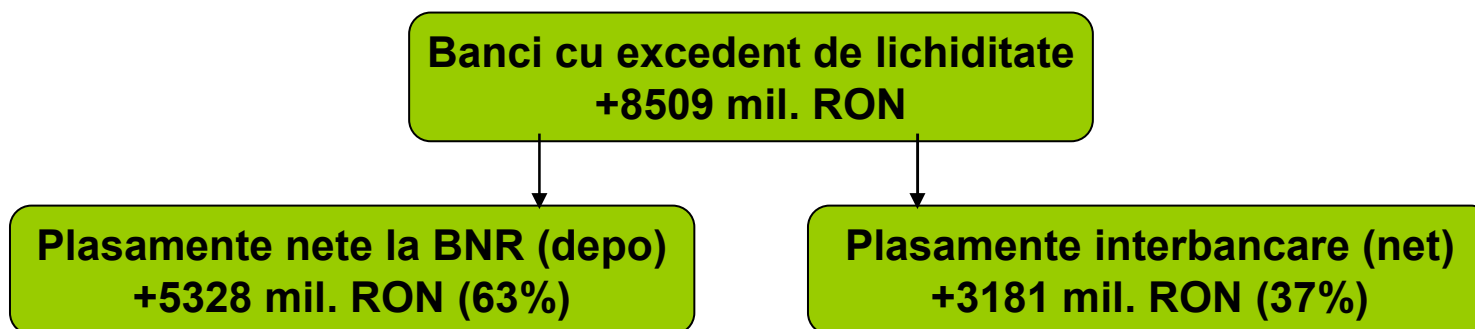 Banci cu excedent de lichiditate
+8509 mil. RON
Plasamente nete la BNR (depo)
+5328 mil. RON (63%)
Plasamente interbancare (net)
+3181 mil. RON (37%)